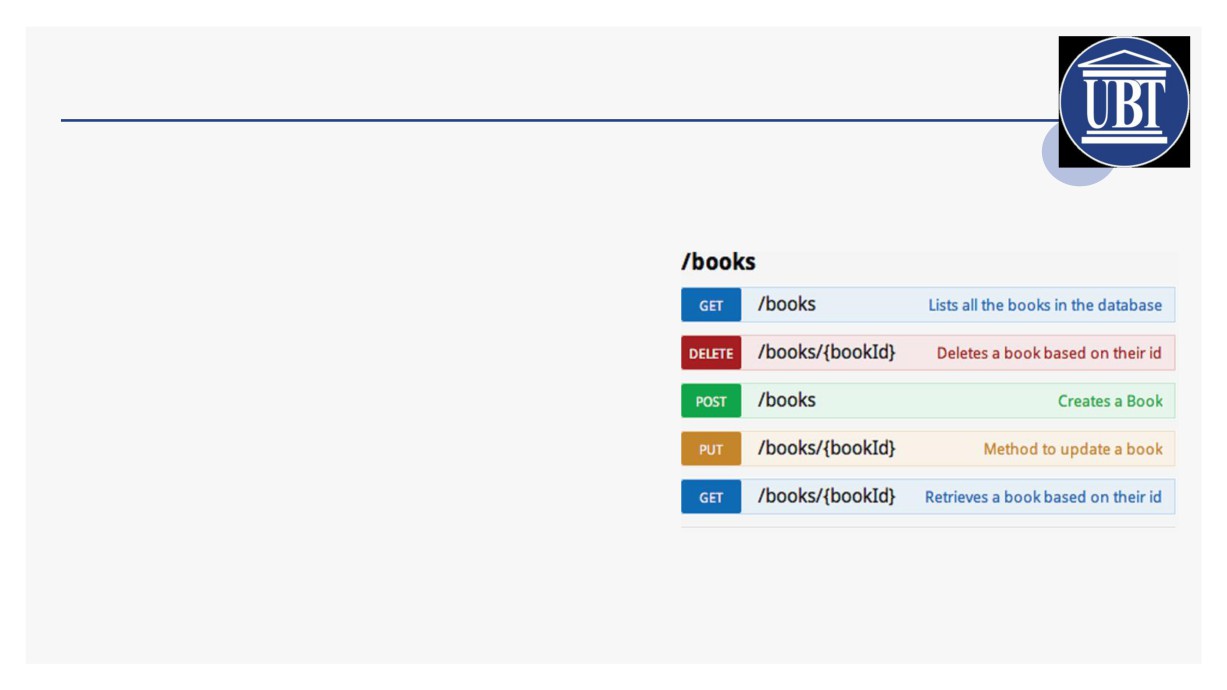 UBT
/books
GET /books Lists all the books in the database
DELETE /books/{bookId} Deletes a book based on their id
POST /books Creates a Book
PUT /books/{bookId} Method to update a book
GET /books/{bookId} Retrieves a book based on their id